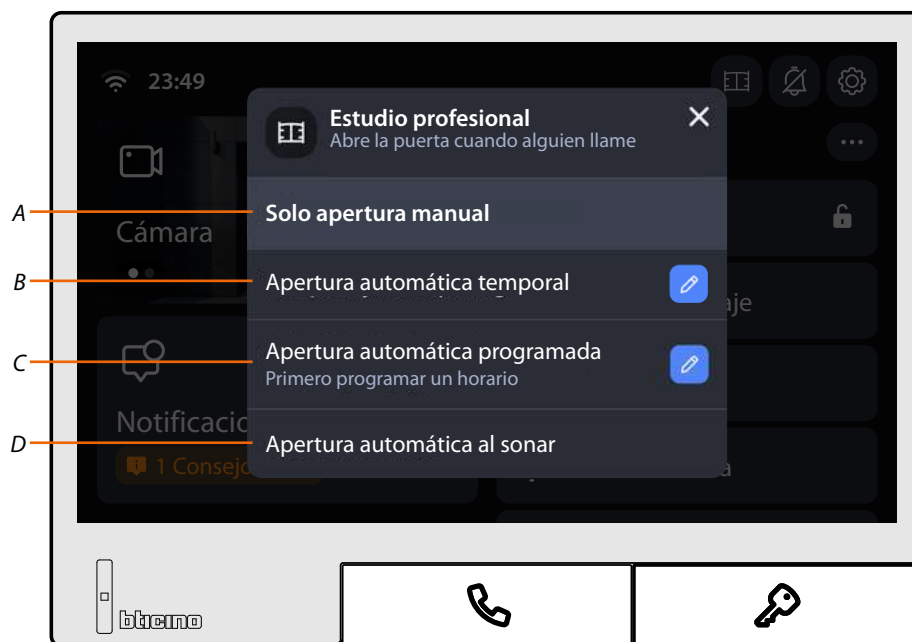 23:49
Estudio profesional
Abre la puerta cuando alguien llame
A
Solo apertura manual
Cámara
B
Apertura automática temporal
aje
C
Apertura automática programada
Primero programar un horario
Notificacio
D
Apertura automática al sonar
1 Consejo
a
bticino